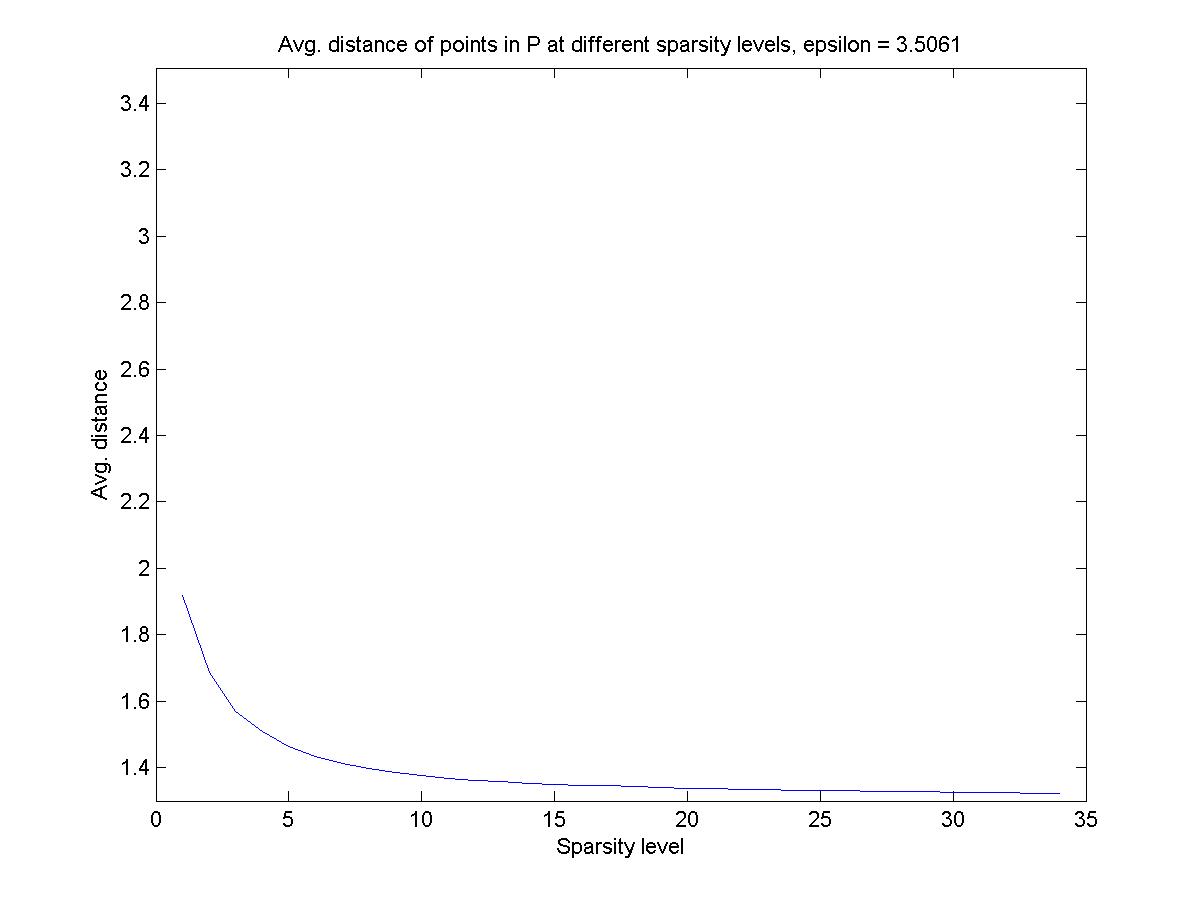 Avg. distance of points in P at different sparsity levels, epsilon = 3.5061
3.4
3.2
3
2.8
2.6
2.4
2.2
2
1.8
1.6
1.4
Avg. distance
0 5 10 15 20 25 30 35
Sparsity level